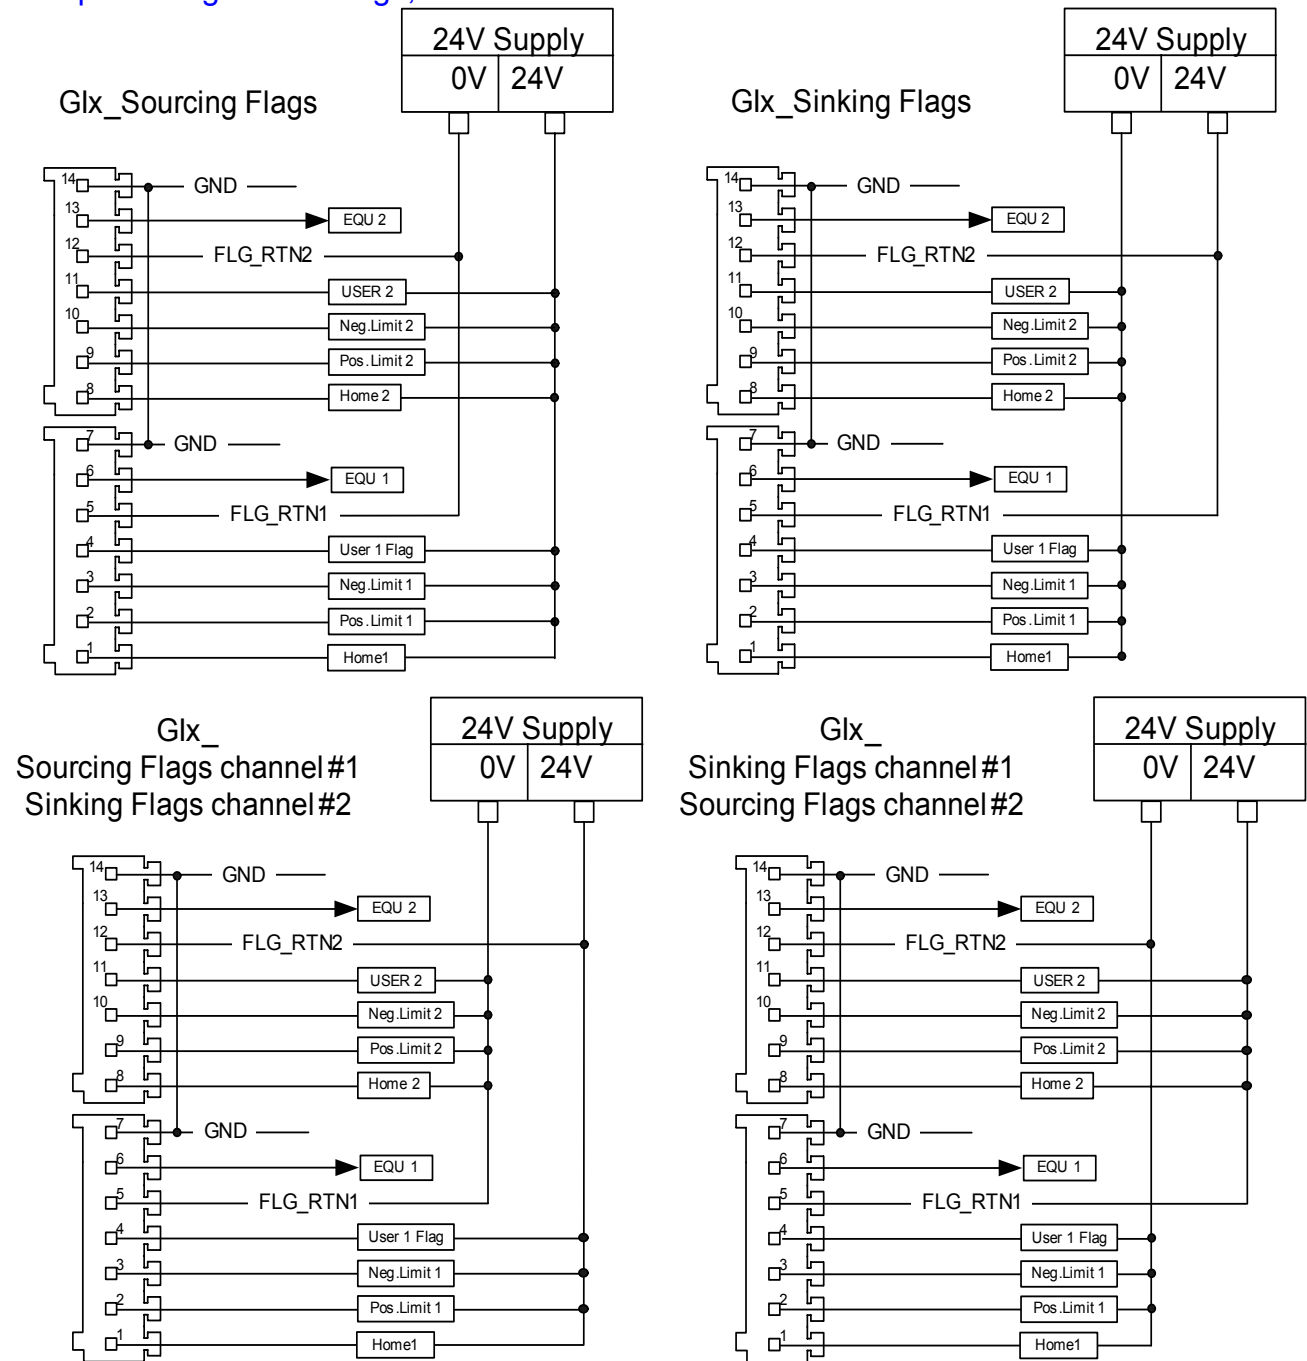 24V Supply
0V 24V
Glx_Sourcing Flags
14 GND
13 EQU 2
12 FLG_RTN2
11 USER 2
10 Neg.Limit 2
9 Pos.Limit 2
8 Home 2
7 GND
6 EQU 1
5 FLG_RTN1
4 User 1 Flag
3 Neg.Limit 1
2 Pos.Limit 1
1 Home1
24V Supply
0V 24V
Glx_Sinking Flags
14 GND
13 EQU 2
12 FLG_RTN2
11 USER 2
10 Neg.Limit 2
9 Pos.Limit 2
8 Home 2
7 GND
6 EQU 1
5 FLG_RTN1
4 User 1 Flag
3 Neg.Limit 1
2 Pos.Limit 1
1 Home1
24V Supply
0V 24V
Glx_
Sourcing Flags channel #1
Sinking Flags channel #2
14 GND
13 EQU 2
12 FLG_RTN2
11 USER 2
10 Neg.Limit 2
9 Pos.Limit 2
8 Home 2
7 GND
6 EQU 1
5 FLG_RTN1
4 User 1 Flag
3 Neg.Limit 1
2 Pos.Limit 1
1 Home1
24V Supply
0V 24V
Glx_
Sinking Flags channel #1
Sourcing Flags channel #2
14 GND
13 EQU 2
12 FLG_RTN2
11 USER 2
10 Neg.Limit 2
9 Pos.Limit 2
8 Home 2
7 GND
6 EQU 1
5 FLG_RTN1
4 User 1 Flag
3 Neg.Limit 1
2 Pos.Limit 1
1 Home1